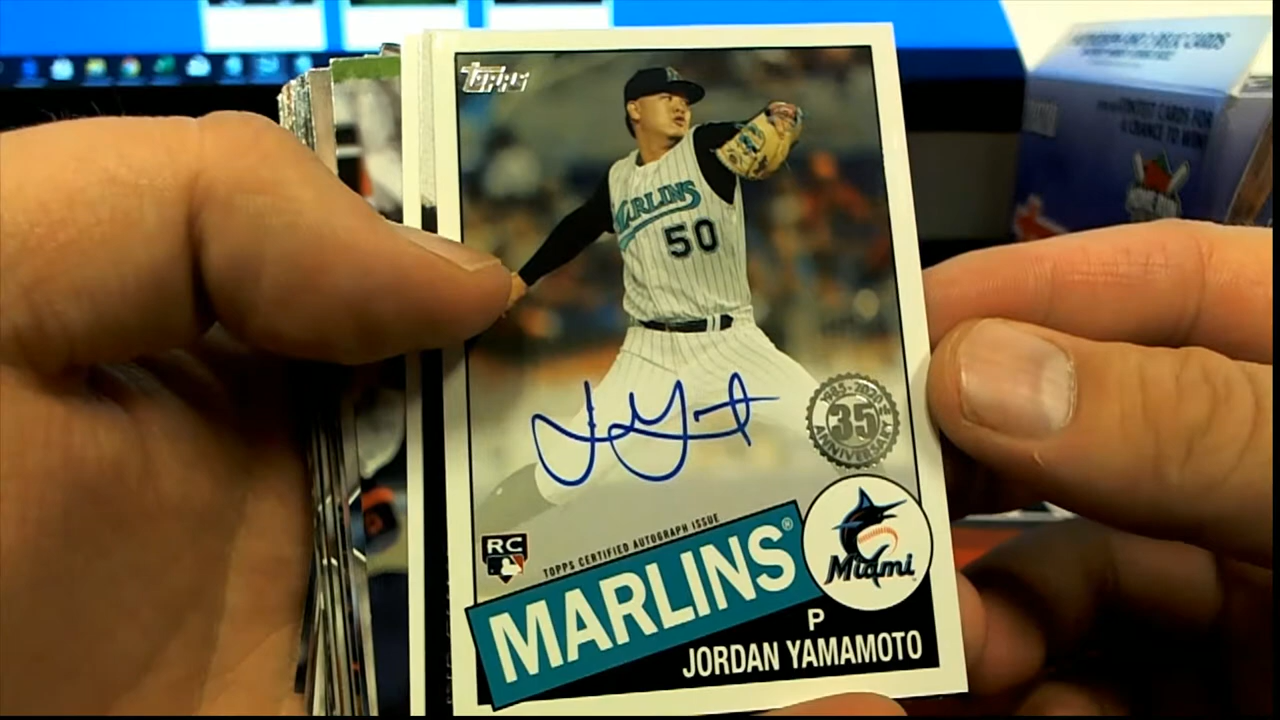 TOPPS
MARLINS
50
1985-2020
35th
ANNIVERSARY
RC
TOPPS CERTIFIED AUTOGRAPH ISSUE
MARLINS®
Miami
P
JORDAN YAMAMOTO
CONTEST CARDS FOR
A CHANCE TO WIN!